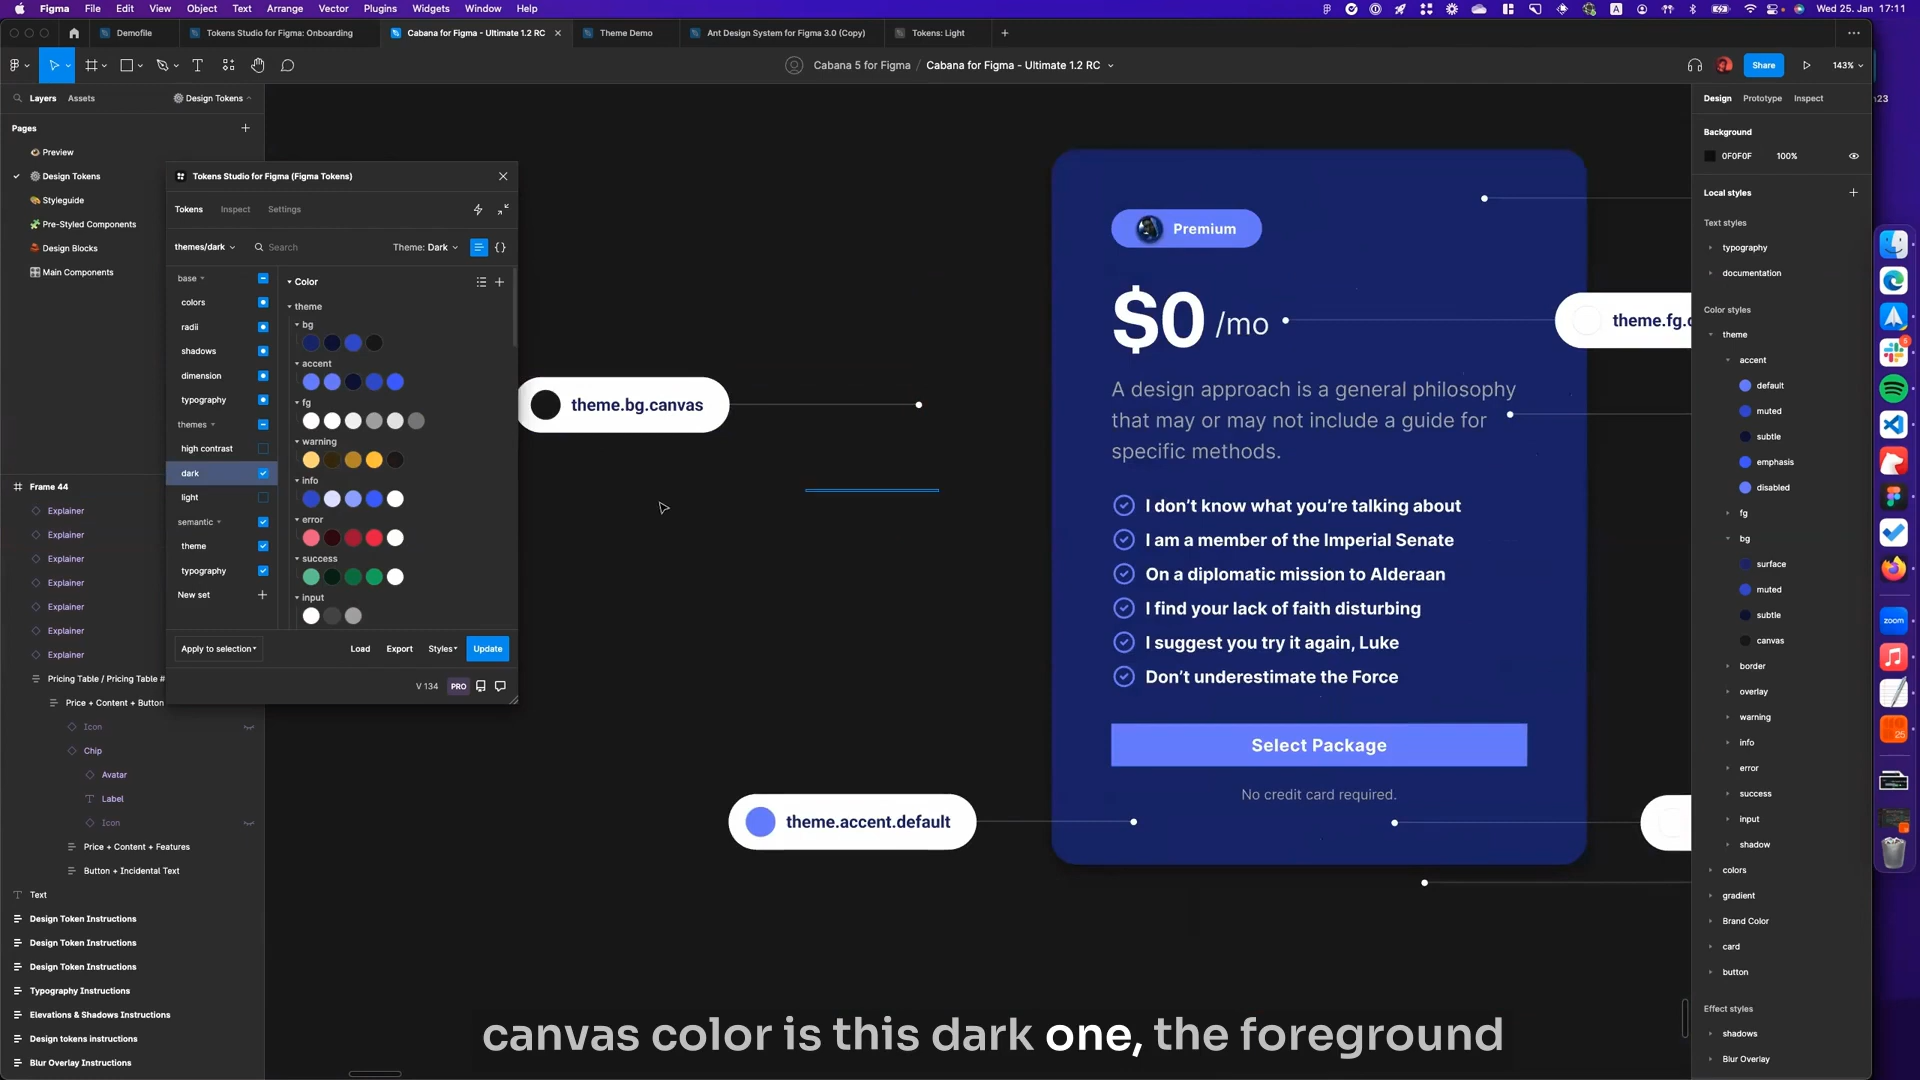 Figma File Edit View Object Text Arrange Vector Plugins Widgets Window Help
A
Wed 25. Jan 17:11
Demofile
Tokens Studio for Figma: Onboarding
Cabana for Figma - Ultimate 1.2 RC
Theme Demo
Ant Design System for Figma 3.0 (Copy)
Tokens: Light
Cabana 5 for Figma / Cabana for Figma - Ultimate 1.2 RC
Share
143%
Layers
Assets
Design Tokens
Pages
Preview
Design Tokens
Styleguide
Pre-Styled Components
Design Blocks
Main Components
Frame 44
Explainer
Explainer
Explainer
Explainer
Explainer
Explainer
Explainer
Pricing Table / Pricing Table #
Price + Content + Button
Icon
Chip
Avatar
Label
Icon
Price + Content + Features
Button + Incidental Text
Text
Design Token Instructions
Design Token Instructions
Design Token Instructions
Typography Instructions
Elevations & Shadows Instructions
Design tokens instructions
Blur Overlay Instructions
Tokens Studio for Figma (Figma Tokens)
Tokens
Inspect
Settings
themes/dark
Search
Theme: Dark
base
colors
radii
shadows
dimension
typography
themes
high contrast
dark
light
semantic
theme
typography
New set
Color
theme
bg
accent
fg
warning
info
error
success
input
Apply to selection
Load
Export
Styles
Update
V 134
PRO
theme.bg.canvas
theme.accent.default
Premium
$0 /mo
A design approach is a general philosophy
that may or may not include a guide for
specific methods.
I don't know what you're talking about
I am a member of the Imperial Senate
On a diplomatic mission to Alderaan
I find your lack of faith disturbing
I suggest you try it again, Luke
Don't underestimate the Force
Select Package
No credit card required.
theme.fg.
Design
Prototype
Inspect
Background
0F0F0F
100%
Local styles
Text styles
typography
documentation
Color styles
theme
accent
default
muted
subtle
emphasis
disabled
fg
bg
surface
muted
subtle
canvas
border
overlay
warning
info
error
success
input
shadow
colors
gradient
Brand Color
card
button
Effect styles
shadows
Blur Overlay
n23
5
zoom
25
canvas color is this dark one, the foreground